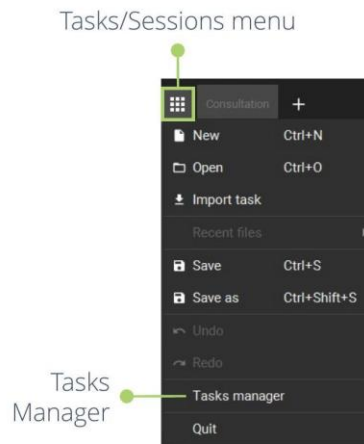 Tasks/Sessions menu
Consultation +
New Ctrl+N
Open Ctrl+O
Import task
Recent files
Save Ctrl+S
Save as Ctrl+Shift+S
Undo
Redo
Tasks
Manager
Tasks manager
Quit